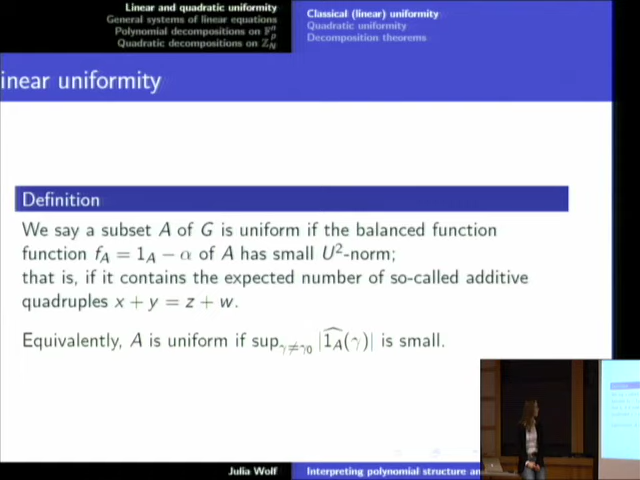 Linear and quadratic uniformity
General systems of linear equations
Polynomial decompositions on 𝔽ₚⁿ
Quadratic decompositions on ℤ_N
Classical (linear) uniformity
Quadratic uniformity
Decomposition theorems
inear uniformity
Definition
We say a subset A of G is uniform if the balanced function
function f_A = 1_A − α of A has small U²-norm;
that is, if it contains the expected number of so-called additive
quadruples x + y = z + w.
Equivalently, A is uniform if sup_{γ≠γ₀} |\widehat{1_A}(γ)| is small.
Julia Wolf
Interpreting polynomial structure an